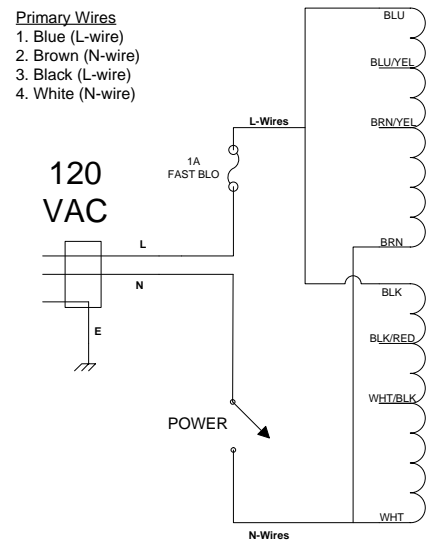 Primary Wires
1. Blue (L-wire)
2. Brown (N-wire)
3. Black (L-wire)
4. White (N-wire)
BLU
BLU/YEL
L-Wires
BRN/YEL
1A
FAST BLO
120
VAC
L
BRN
N
BLK
E
BLK/RED
WHT/BLK
POWER
WHT
N-Wires